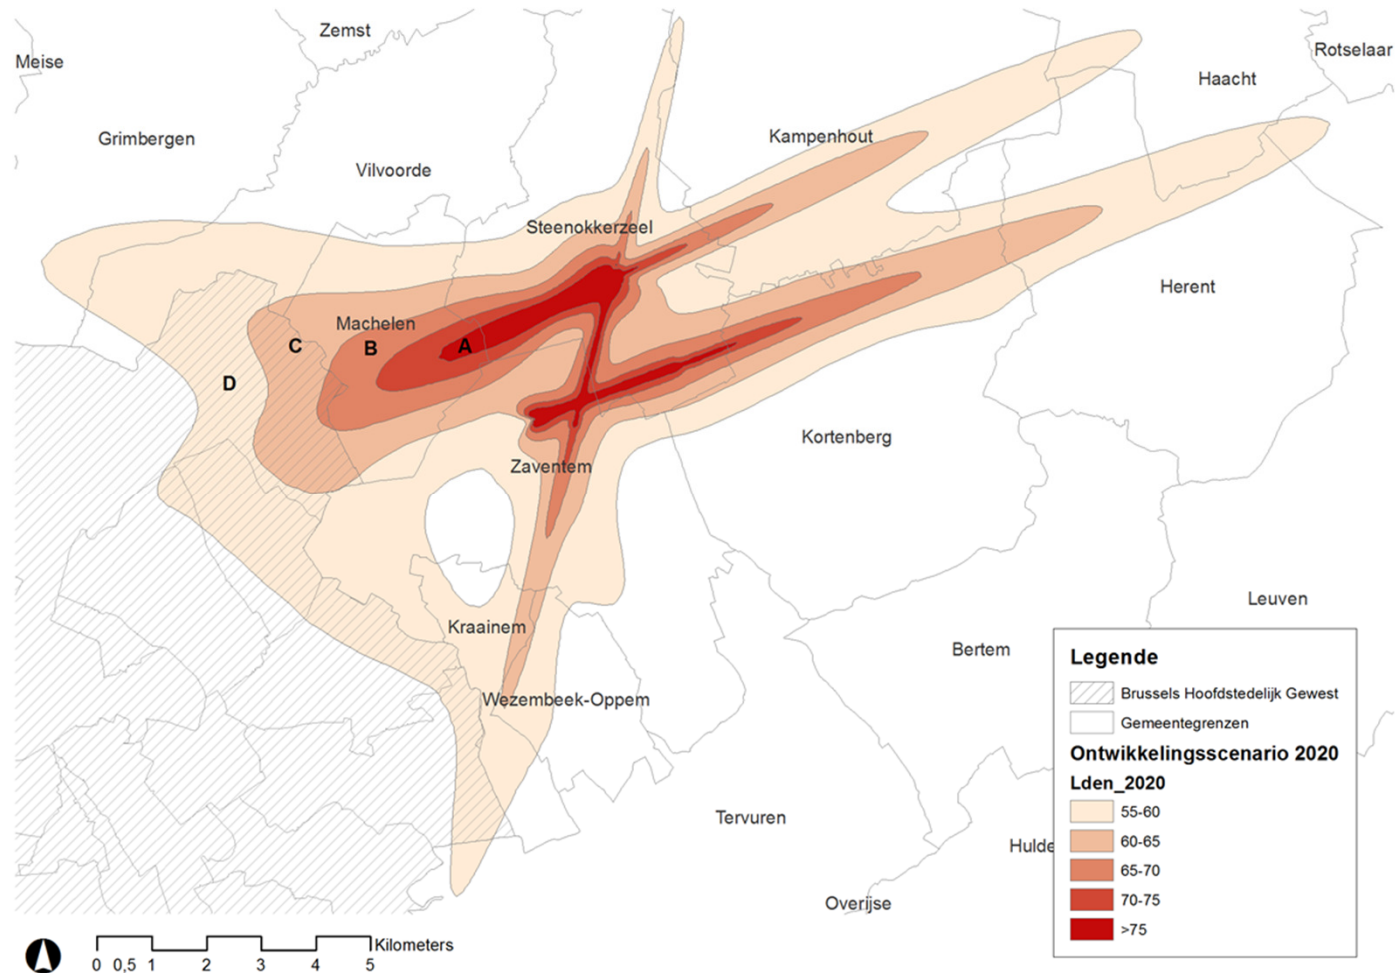 Zemst
Meise
Rotselaar
Haacht
Grimbergen
Kampenhout
Vilvoorde
Steenokkerzeel
Herent
Machelen
C
B
A
D
Kortenberg
Zaventem
Leuven
Kraainem
Bertem
Wezembeek-Oppem
Tervuren
Hulde
Overijse
Legende
Brussels Hoofdstedelijk Gewest
Gemeentegrenzen
Ontwikkelingsscenario 2020
Lden_2020
55-60
60-65
65-70
70-75
>75
Kilometers
0 0,5 1 2 3 4 5